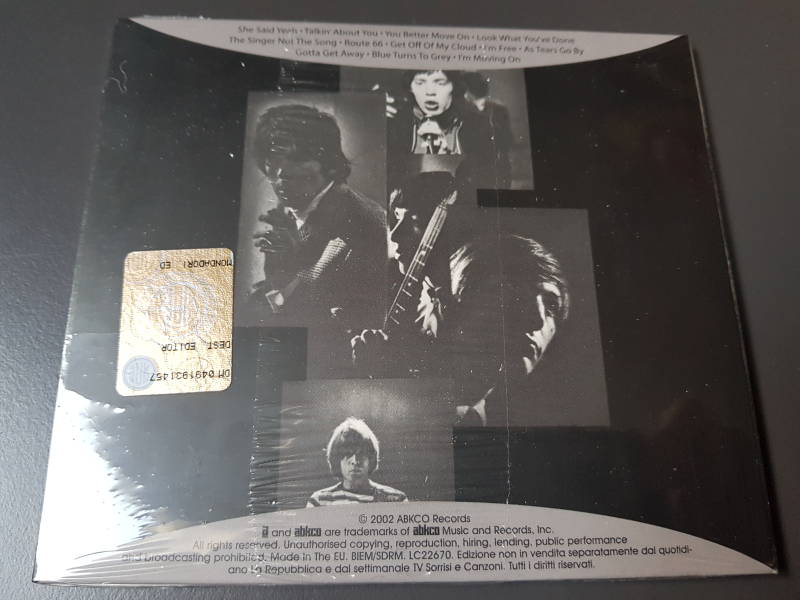 She Said Yeah • Talkin' About You • You Better Move On • Look What You've Done
The Singer Not The Song • Route 66 • Get Off Of My Cloud • I'm Free • As Tears Go By
Gotta Get Away • Blue Turns To Grey • I'm Moving On
MONDADORI ED
DEST. EDITOR
DM 0491931457
© 2002 ABKCO Records
a and abkco are trademarks of abkco Music and Records, Inc.
All rights reserved. Unauthorised copying, reproduction, hiring, lending, public performance
and broadcasting prohibited. Made in The EU. BIEM/SDRM. LC22670. Edizione non in vendita separatamente dal quotidi-
ano La Repubblica e dal settimanale TV Sorrisi e Canzoni. Tutti i diritti riservati.